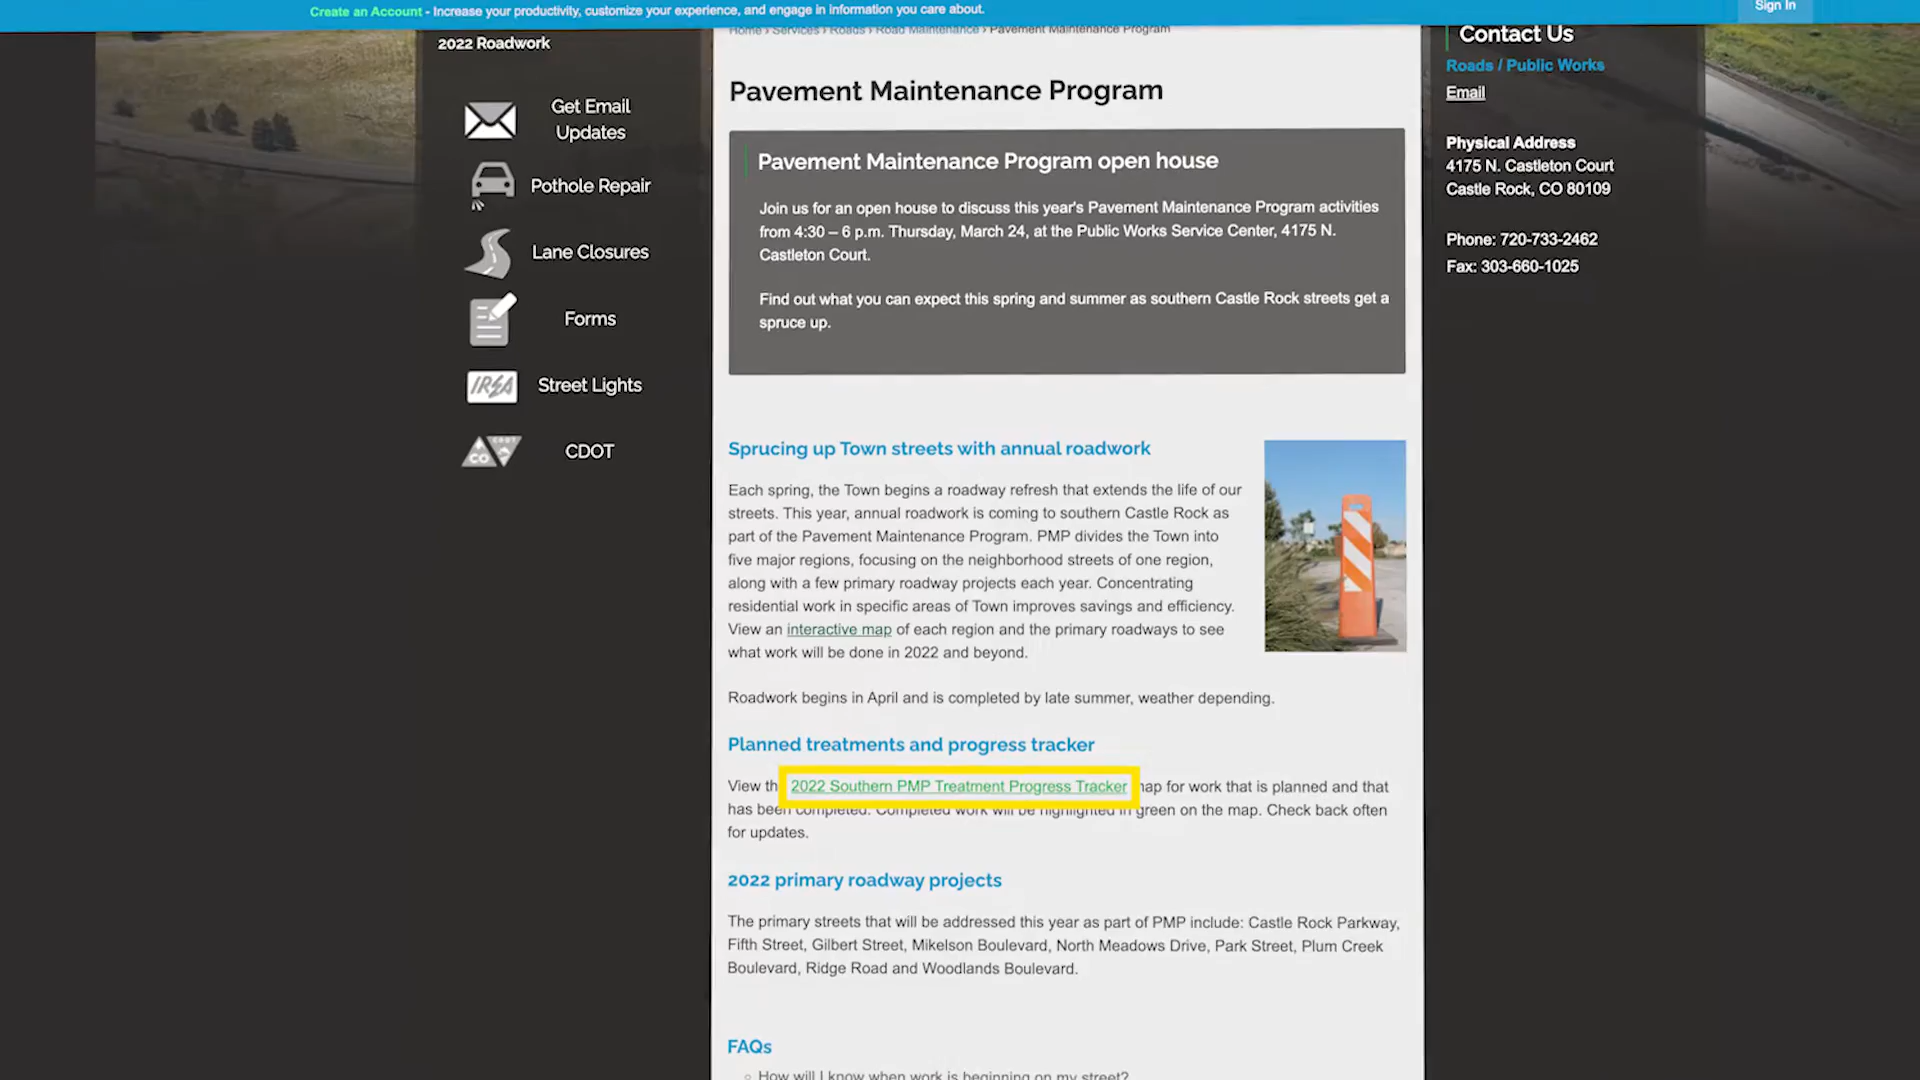 Create an Account - Increase your productivity, customize your experience, and engage in information you care about.
Sign In
2022 Roadwork
Get Email
Updates
Pothole Repair
Lane Closures
Forms
IREA
Street Lights
CO
CDOT
CDOT
Home › Services › Roads › Road Maintenance › Pavement Maintenance Program
Pavement Maintenance Program
Pavement Maintenance Program open house
Join us for an open house to discuss this year's Pavement Maintenance Program activities
from 4:30 – 6 p.m. Thursday, March 24, at the Public Works Service Center, 4175 N.
Castleton Court.
Find out what you can expect this spring and summer as southern Castle Rock streets get a
spruce up.
Sprucing up Town streets with annual roadwork
Each spring, the Town begins a roadway refresh that extends the life of our
streets. This year, annual roadwork is coming to southern Castle Rock as
part of the Pavement Maintenance Program. PMP divides the Town into
five major regions, focusing on the neighborhood streets of one region,
along with a few primary roadway projects each year. Concentrating
residential work in specific areas of Town improves savings and efficiency.
View an interactive map of each region and the primary roadways to see
what work will be done in 2022 and beyond.
Roadwork begins in April and is completed by late summer, weather depending.
Planned treatments and progress tracker
View th 2022 Southern PMP Treatment Progress Tracker ap for work that is planned and that
has been completed. Completed work will be highlighted in green on the map. Check back often
for updates.
2022 primary roadway projects
The primary streets that will be addressed this year as part of PMP include: Castle Rock Parkway,
Fifth Street, Gilbert Street, Mikelson Boulevard, North Meadows Drive, Park Street, Plum Creek
Boulevard, Ridge Road and Woodlands Boulevard.
FAQs
How will I know when work is beginning on my street?
Contact Us
Roads / Public Works
Email
Physical Address
4175 N. Castleton Court
Castle Rock, CO 80109
Phone: 720-733-2462
Fax: 303-660-1025